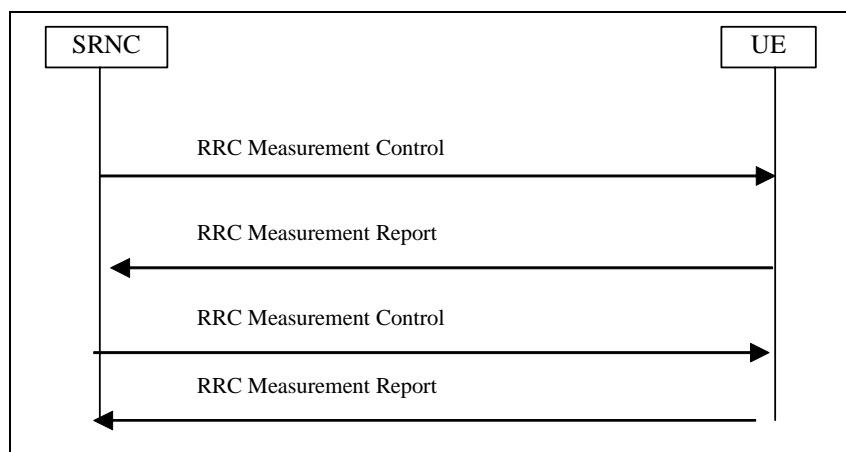 SRNC
UE
RRC Measurement Control
RRC Measurement Report
RRC Measurement Control
RRC Measurement Report